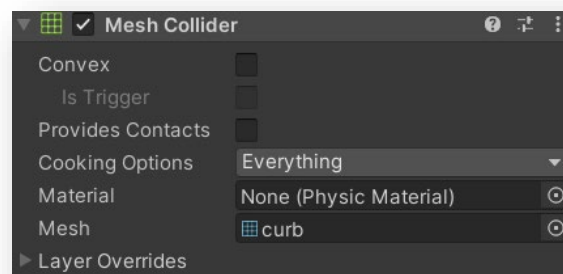 Mesh Collider
Convex
Is Trigger
Provides Contacts
Cooking Options Everything
Material None (Physic Material)
Mesh curb
Layer Overrides